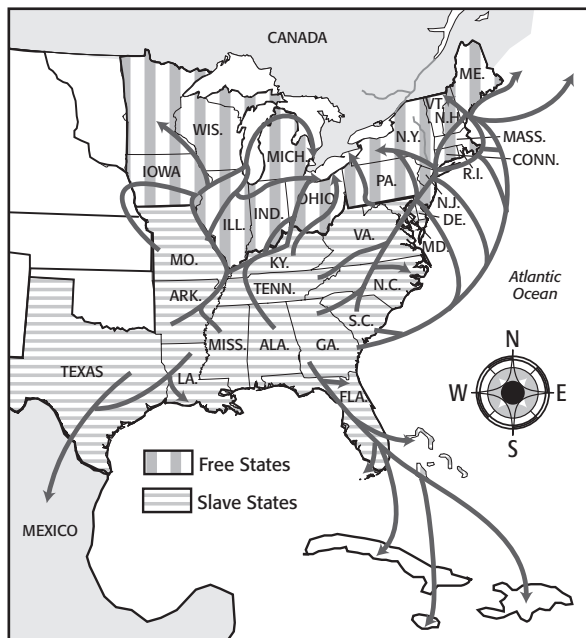 CANADA
ME.
VT.
N.H.
WIS.
MICH.
N.Y.
MASS.
CONN.
R.I.
IOWA
PA.
ILL.
IND.
OHIO
N.J.
DE.
MD.
VA.
MO.
KY.
N.C.
TENN.
ARK.
S.C.
Atlantic
Ocean
MISS.
ALA.
GA.
TEXAS
LA.
FLA.
N
W
E
S
Free States
Slave States
MEXICO